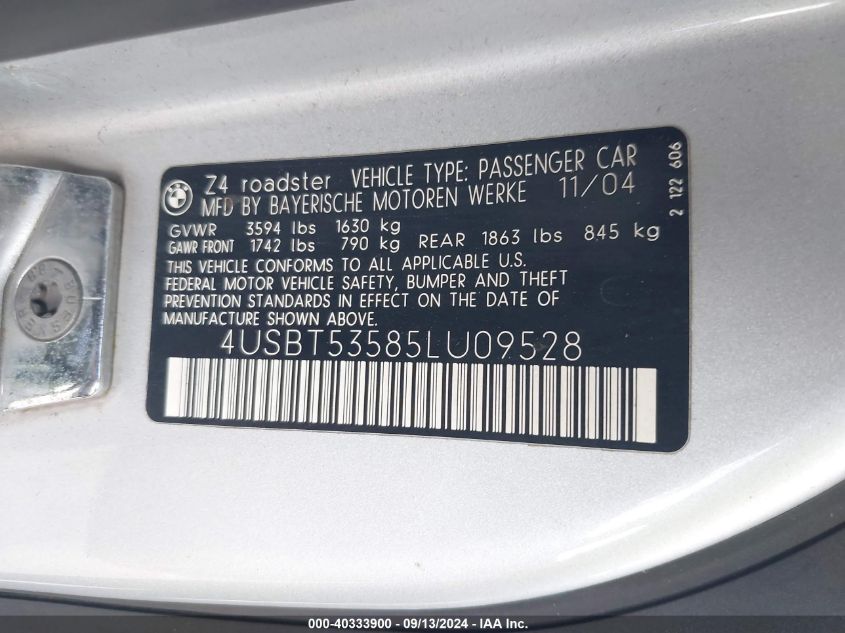 Z4 roadster VEHICLE TYPE: PASSENGER CAR
MFD BY BAYERISCHE MOTOREN WERKE 11/04
GVWR 3594 lbs 1630 kg
GAWR FRONT 1742 lbs 790 kg REAR 1863 lbs 845 kg
THIS VEHICLE CONFORMS TO ALL APPLICABLE U.S.
FEDERAL MOTOR VEHICLE SAFETY, BUMPER AND THEFT
PREVENTION STANDARDS IN EFFECT ON THE DATE OF
MANUFACTURE SHOWN ABOVE.
4USBT53585LU09528
2 122 606
000-40333900 - 09/13/2024 - IAA Inc.